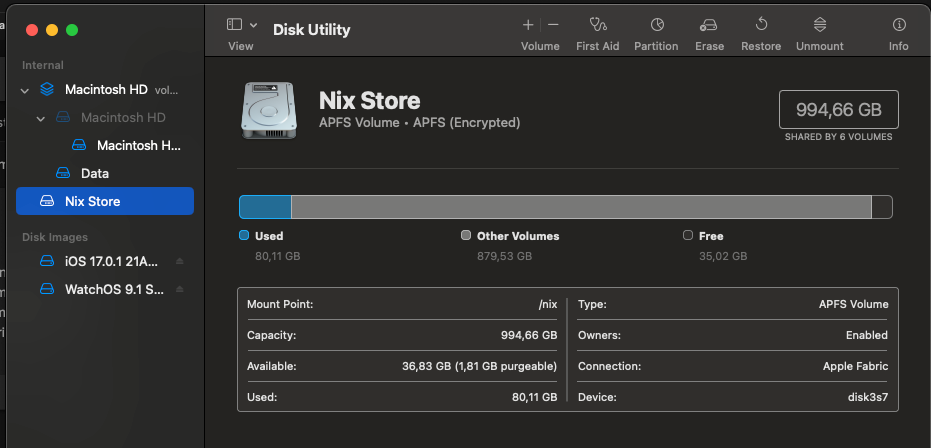 Disk Utility
View
Volume
First Aid
Partition
Erase
Restore
Unmount
Info
Internal
Macintosh HD vol...
Macintosh HD
Macintosh H...
Data
Nix Store
Disk Images
iOS 17.0.1 21A...
WatchOS 9.1 S...
Nix Store
APFS Volume • APFS (Encrypted)
994,66 GB
SHARED BY 6 VOLUMES
Used
80,11 GB
Other Volumes
879,53 GB
Free
35,02 GB
Mount Point: /nix
Capacity: 994,66 GB
Available: 36,83 GB (1,81 GB purgeable)
Used: 80,11 GB
Type: APFS Volume
Owners: Enabled
Connection: Apple Fabric
Device: disk3s7